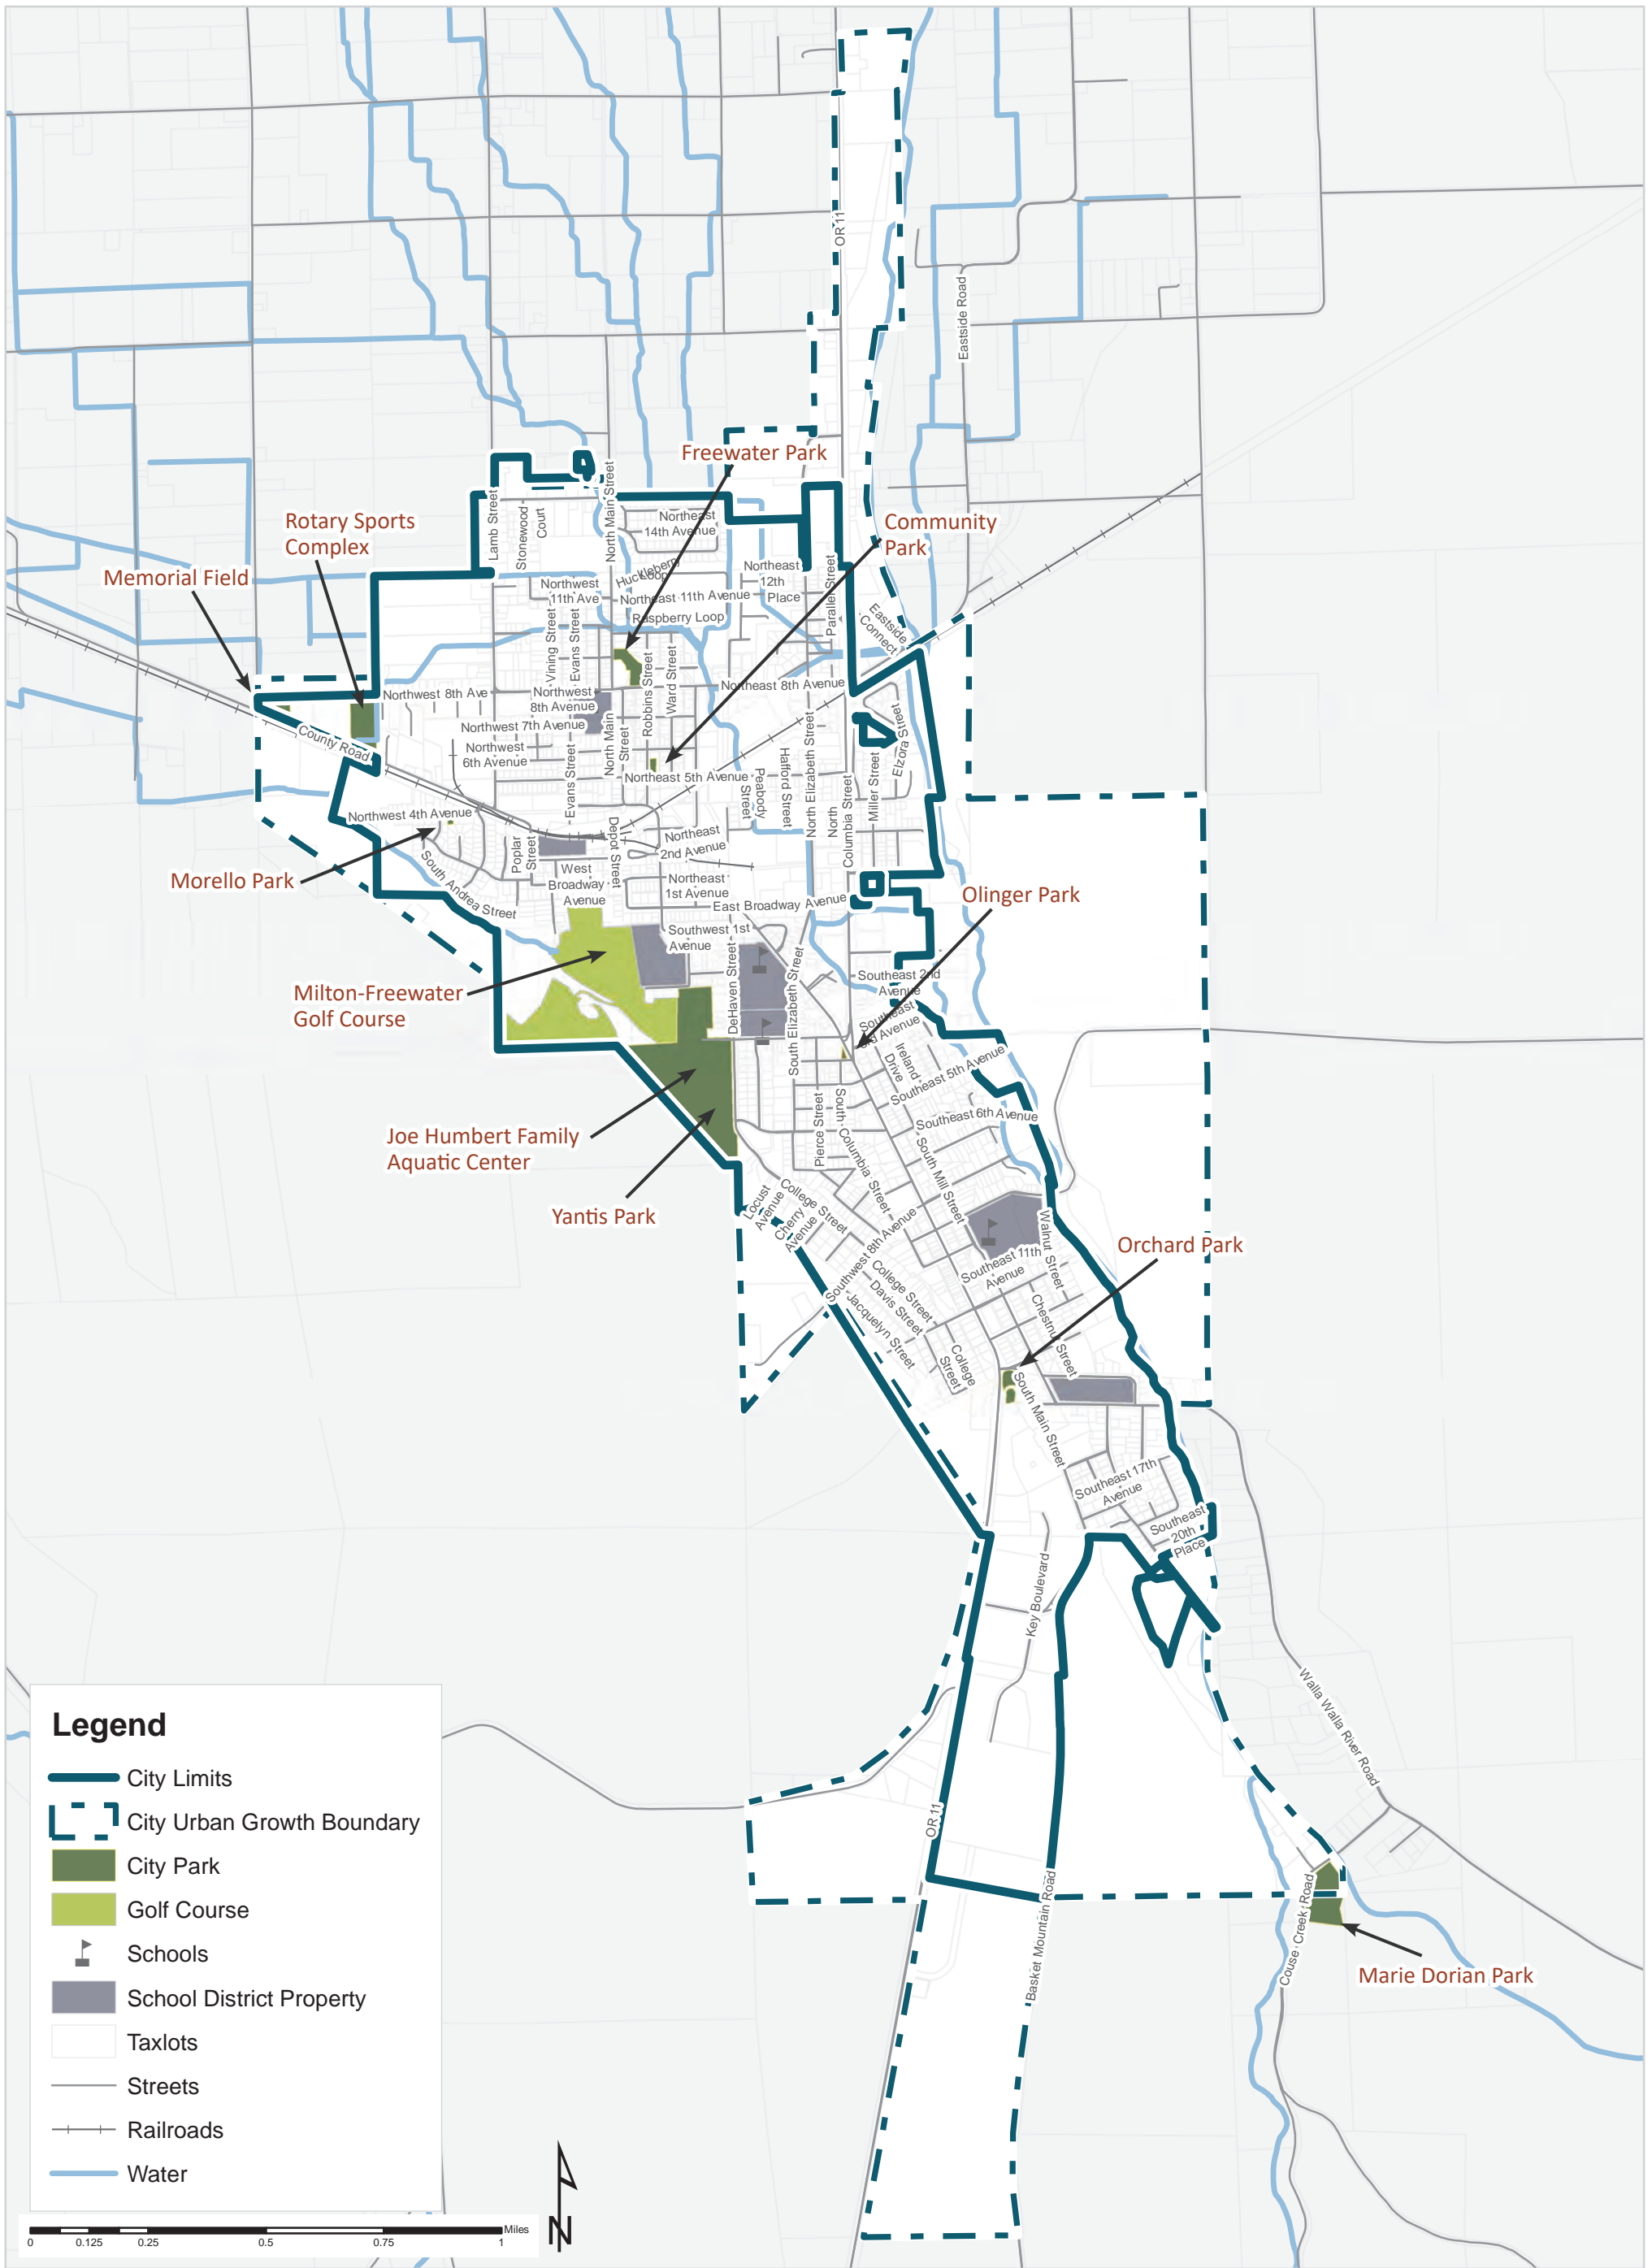 OR 11
Eastside Road
Freewater Park
Community
Park
Rotary Sports
Complex
Memorial Field
Lamb Street
Stonewood
Court
North Main Street
Northeast
14th Avenue
Huckleberry
Loop
Northeast
12th
Place
Parallel Street
Northwest
11th Ave
Northeast 11th Avenue
Raspberry Loop
Eastside
Connect
Vining Street
Evans Street
Robbins Street
Ward Street
Northwest 8th Ave
Northwest
8th Avenue
Northeast 8th Avenue
Northwest 7th Avenue
North Main
Street
Elzora Street
County Road
Northwest
6th Avenue
Evans Street
Northeast 5th Avenue
Peabody
Street
Hafford Street
North Elizabeth Street
North
Columbia Street
Miller Street
Northwest 4th Avenue
Depot Street
Northeast
2nd Avenue
Poplar
Street
Morello Park
South Andrea Street
West
Broadway
Avenue
Northeast
1st Avenue
East Broadway Avenue
Olinger Park
Southwest 1st
Avenue
DeHaven Street
South Elizabeth Street
Southeast 2nd
Avenue
Milton-Freewater
Golf Course
Southeast
3rd Avenue
Ireland
Drive
Southeast 5th Avenue
Southeast 6th Avenue
Pierce Street
South
Columbia Street
South Mill Street
Joe Humbert Family
Aquatic Center
Yantis Park
Locust
Avenue
College Street
Cherry
Avenue
Southwest 8th Avenue
Walnut Street
Southeast 11th
Avenue
Orchard Park
College Street
Davis Street
Jacquelyn Street
Chestnut Street
College
Street
South Main Street
Southeast 17th
Avenue
Southeast
20th
Place
Key Boulevard
Walla Walla River Road
OR 11
Basket Mountain Road
Couse Creek Road
Marie Dorian Park
Legend
City Limits
City Urban Growth Boundary
City Park
Golf Course
Schools
School District Property
Taxlots
Streets
Railroads
Water
Miles
0 0.125 0.25 0.5 0.75 1
N